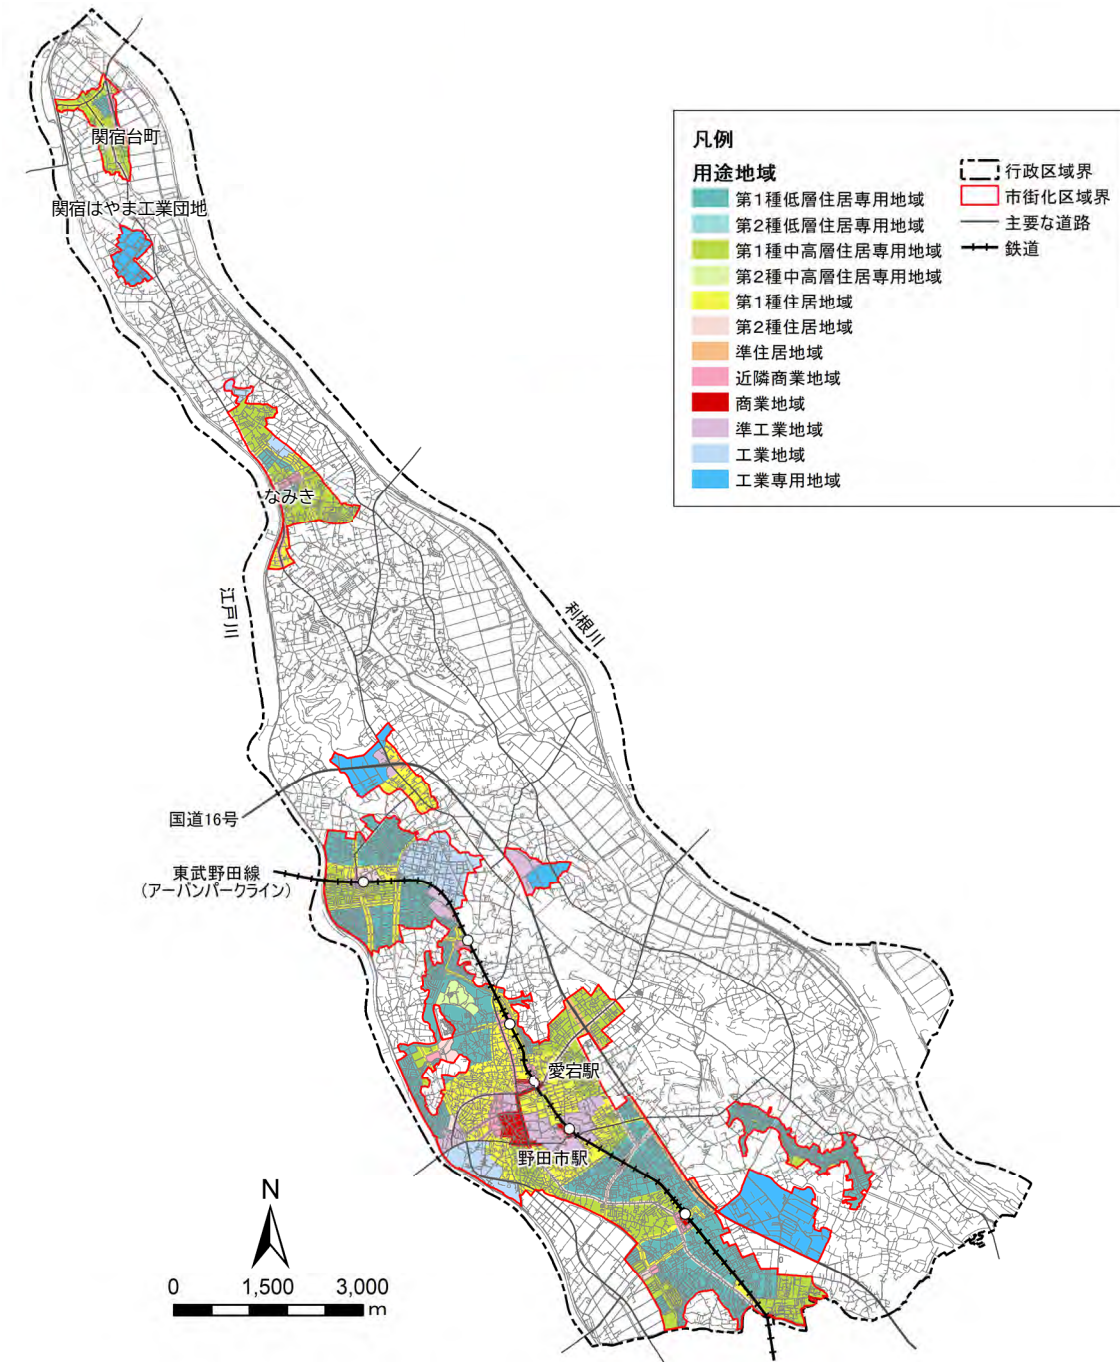 関宿台町
関宿はやま工業団地
なみき
江戸川
利根川
国道16号
東武野田線
（アーバンパークライン）
愛宕駅
野田市駅
N
0 1,500 3,000
m
凡例
用途地域
第1種低層住居専用地域
第2種低層住居専用地域
第1種中高層住居専用地域
第2種中高層住居専用地域
第1種住居地域
第2種住居地域
準住居地域
近隣商業地域
商業地域
準工業地域
工業地域
工業専用地域
行政区域界
市街化区域界
主要な道路
鉄道